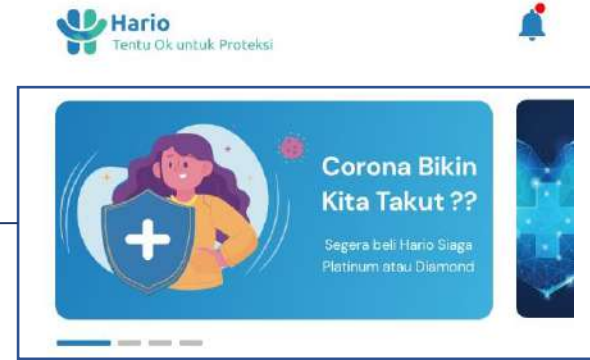 Hario
Tentu Ok untuk Proteksi
Corona Bikin
Kita Takut ??
Segera beli Hario Siaga
Platinum atau Diamond